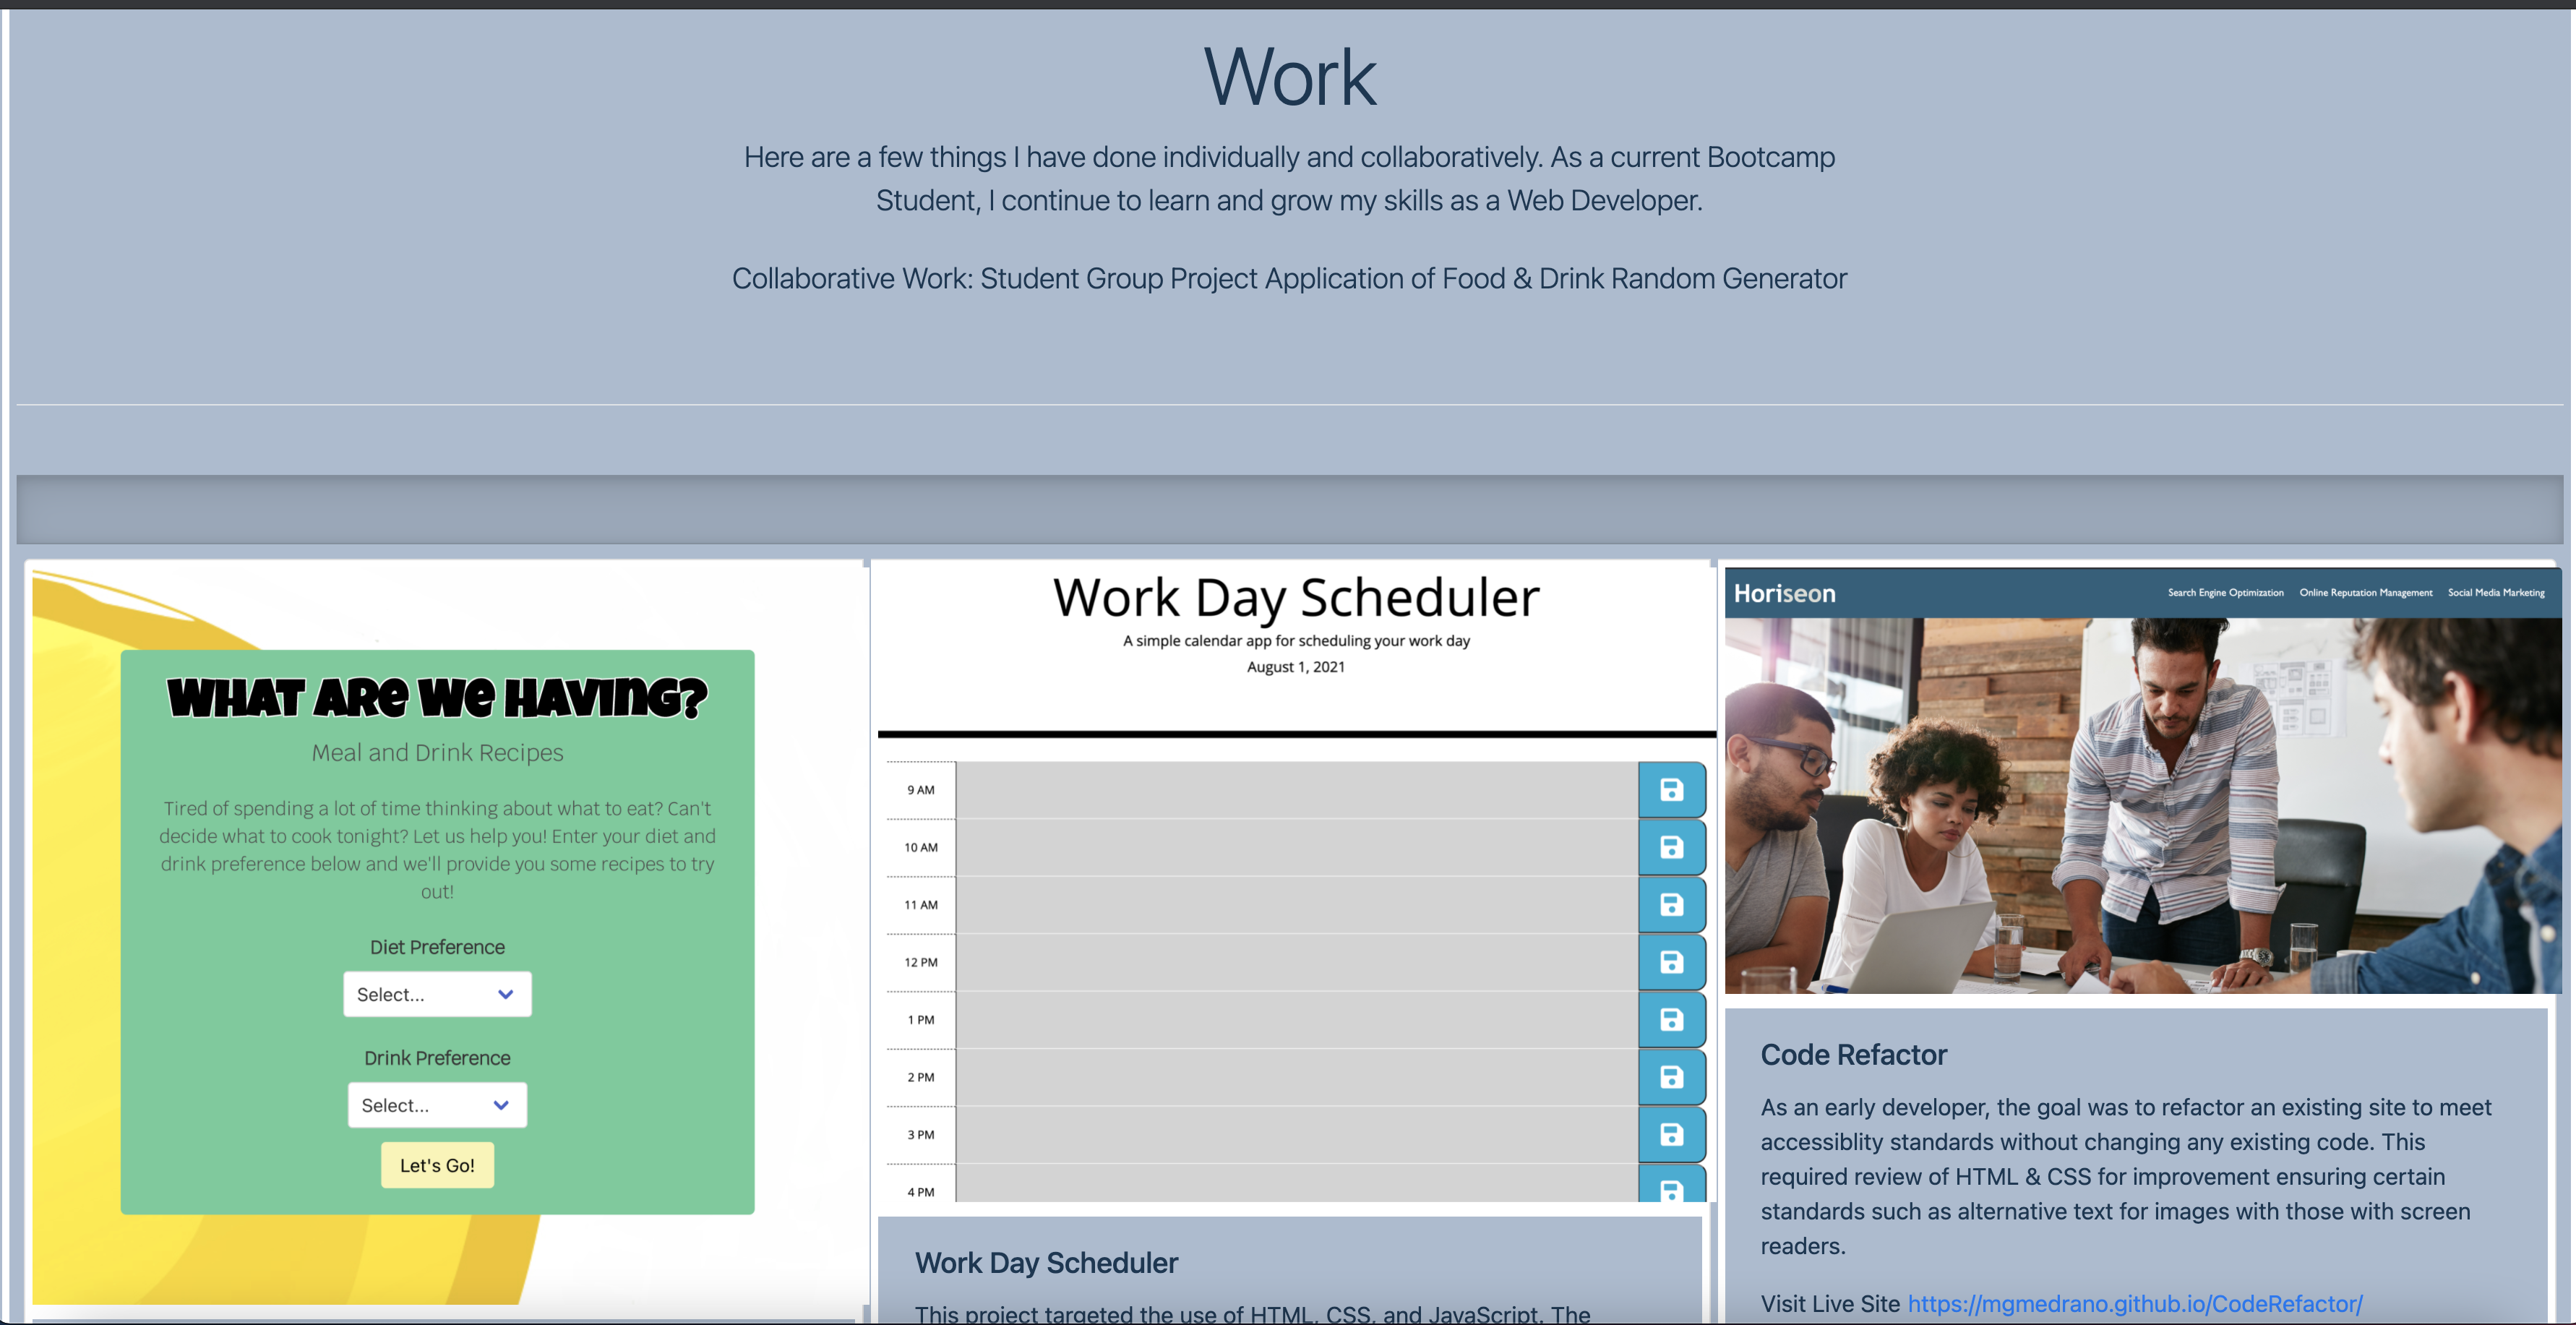 Work
Here are a few things I have done individually and collaboratively. As a current Bootcamp
Student, I continue to learn and grow my skills as a Web Developer.
Collaborative Work: Student Group Project Application of Food & Drink Random Generator
WHAT ARe We HAVING?
Meal and Drink Recipes
Tired of spending a lot of time thinking about what to eat? Can't
decide what to cook tonight? Let us help you! Enter your diet and
drink preference below and we'll provide you some recipes to try
out!
Diet Preference
Select...
Drink Preference
Select...
Let's Go!
Work Day Scheduler
A simple calendar app for scheduling your work day
August 1, 2021
9 AM
10 AM
11 AM
12 PM
1 PM
2 PM
3 PM
4 PM
Work Day Scheduler
This project targeted the use of HTML, CSS, and JavaScript. The
Horiseon
Search Engine Optimization Online Reputation Management Social Media Marketing
Code Refactor
As an early developer, the goal was to refactor an existing site to meet
accessiblity standards without changing any existing code. This
required review of HTML & CSS for improvement ensuring certain
standards such as alternative text for images with those with screen
readers.
Visit Live Site https://mgmedrano.github.io/CodeRefactor/